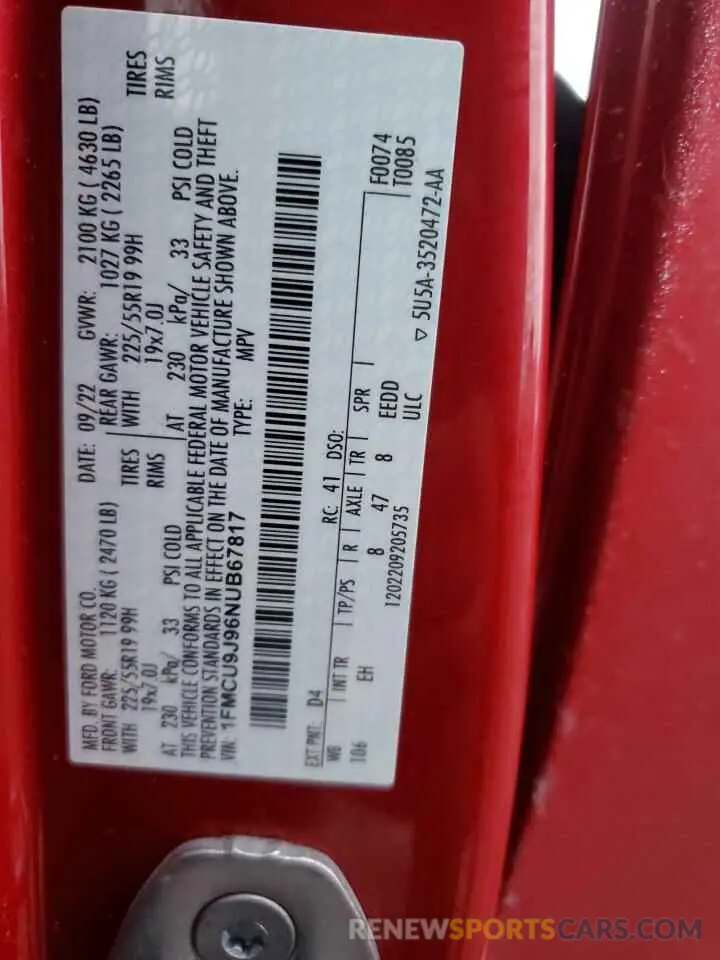 MFD. BY FORD MOTOR CO.
DATE: 09/22 GVWR: 2100 KG ( 4630 LB)
FRONT GAWR: 1120 KG ( 2470 LB)
REAR GAWR: 1027 KG ( 2265 LB)
WITH 225/55R19 99H TIRES
WITH 225/55R19 99H TIRES
19x7.0J RIMS
19x7.0J RIMS
AT 230 kPa/ 33 PSI COLD
AT 230 kPa/ 33 PSI COLD
THIS VEHICLE CONFORMS TO ALL APPLICABLE FEDERAL MOTOR VEHICLE SAFETY AND THEFT
PREVENTION STANDARDS IN EFFECT ON THE DATE OF MANUFACTURE SHOWN ABOVE.
VIN: 1FMCU9J96NUB67817 TYPE: MPV
EXT PNT: D4 RC: 41 DSO:
F0074
T0085
WB INT TR TP/PS R AXLE TR SPR
106 EH 8 47 8 EEDD
ULC
1202209205735
▽ 5U5A-3520472-AA
RENEWSPORTSCARS.COM